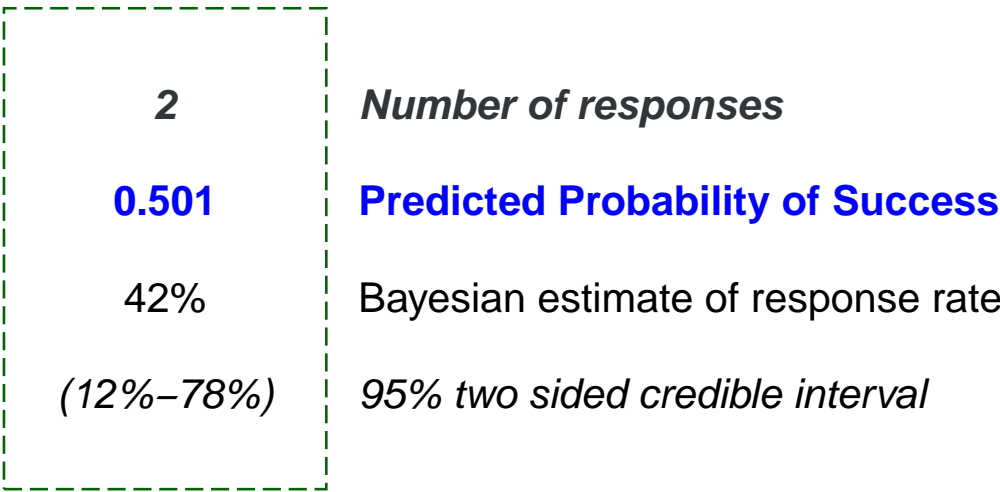 2 Number of responses
0.501 Predicted Probability of Success
42% Bayesian estimate of response rate
(12%–78%) 95% two sided credible interval